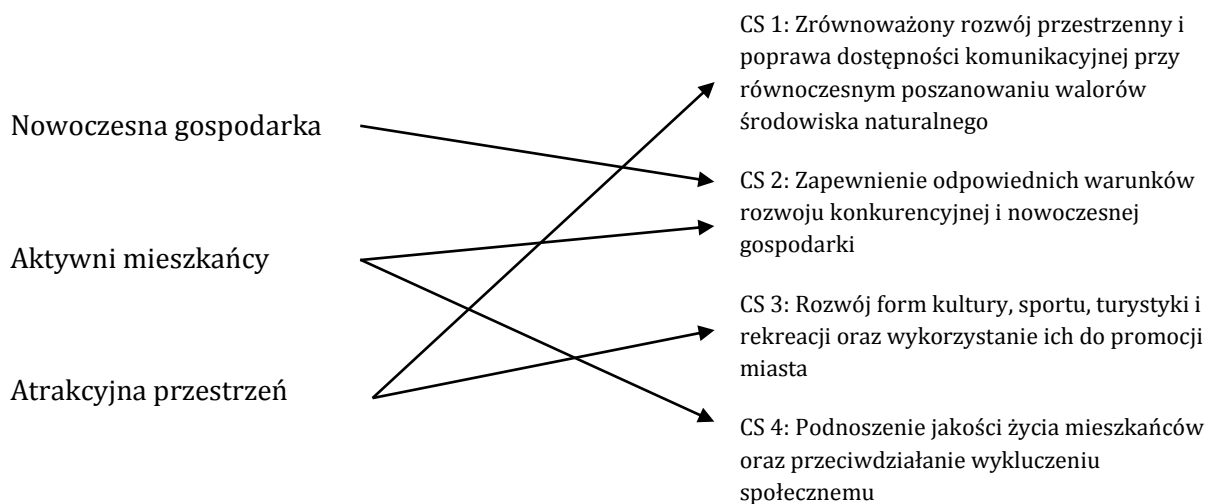 Nowoczesna gospodarka
Aktywni mieszkańcy
Atrakcyjna przestrzeń
CS 1: Zrównoważony rozwój przestrzenny i
poprawa dostępności komunikacyjnej przy
równoczesnym poszanowaniu walorów
środowiska naturalnego
CS 2: Zapewnienie odpowiednich warunków
rozwoju konkurencyjnej i nowoczesnej
gospodarki
CS 3: Rozwój form kultury, sportu, turystyki i
rekreacji oraz wykorzystanie ich do promocji
miasta
CS 4: Podnoszenie jakości życia mieszkańców
oraz przeciwdziałanie wykluczeniu
społecznemu